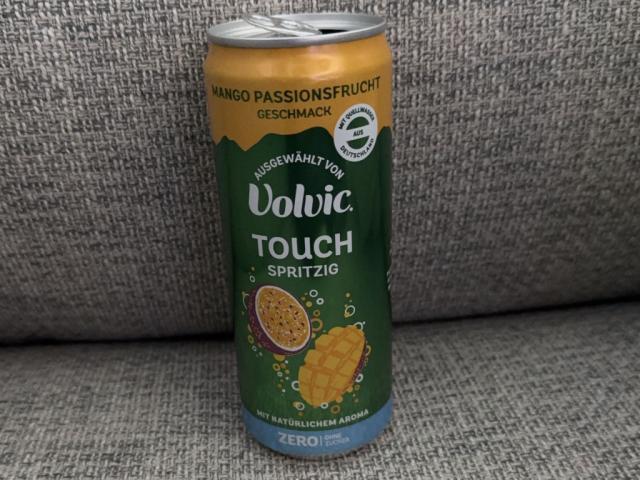 MANGO PASSIONSFRUCHT
GESCHMACK
MIT QUELLWASSER
AUS
DEUTSCHLAND
AUSGEWÄHLT VON
Volvic.
TOUCH
SPRITZIG
MIT NATÜRLICHEM AROMA
ZERO OHNE
ZUCKER